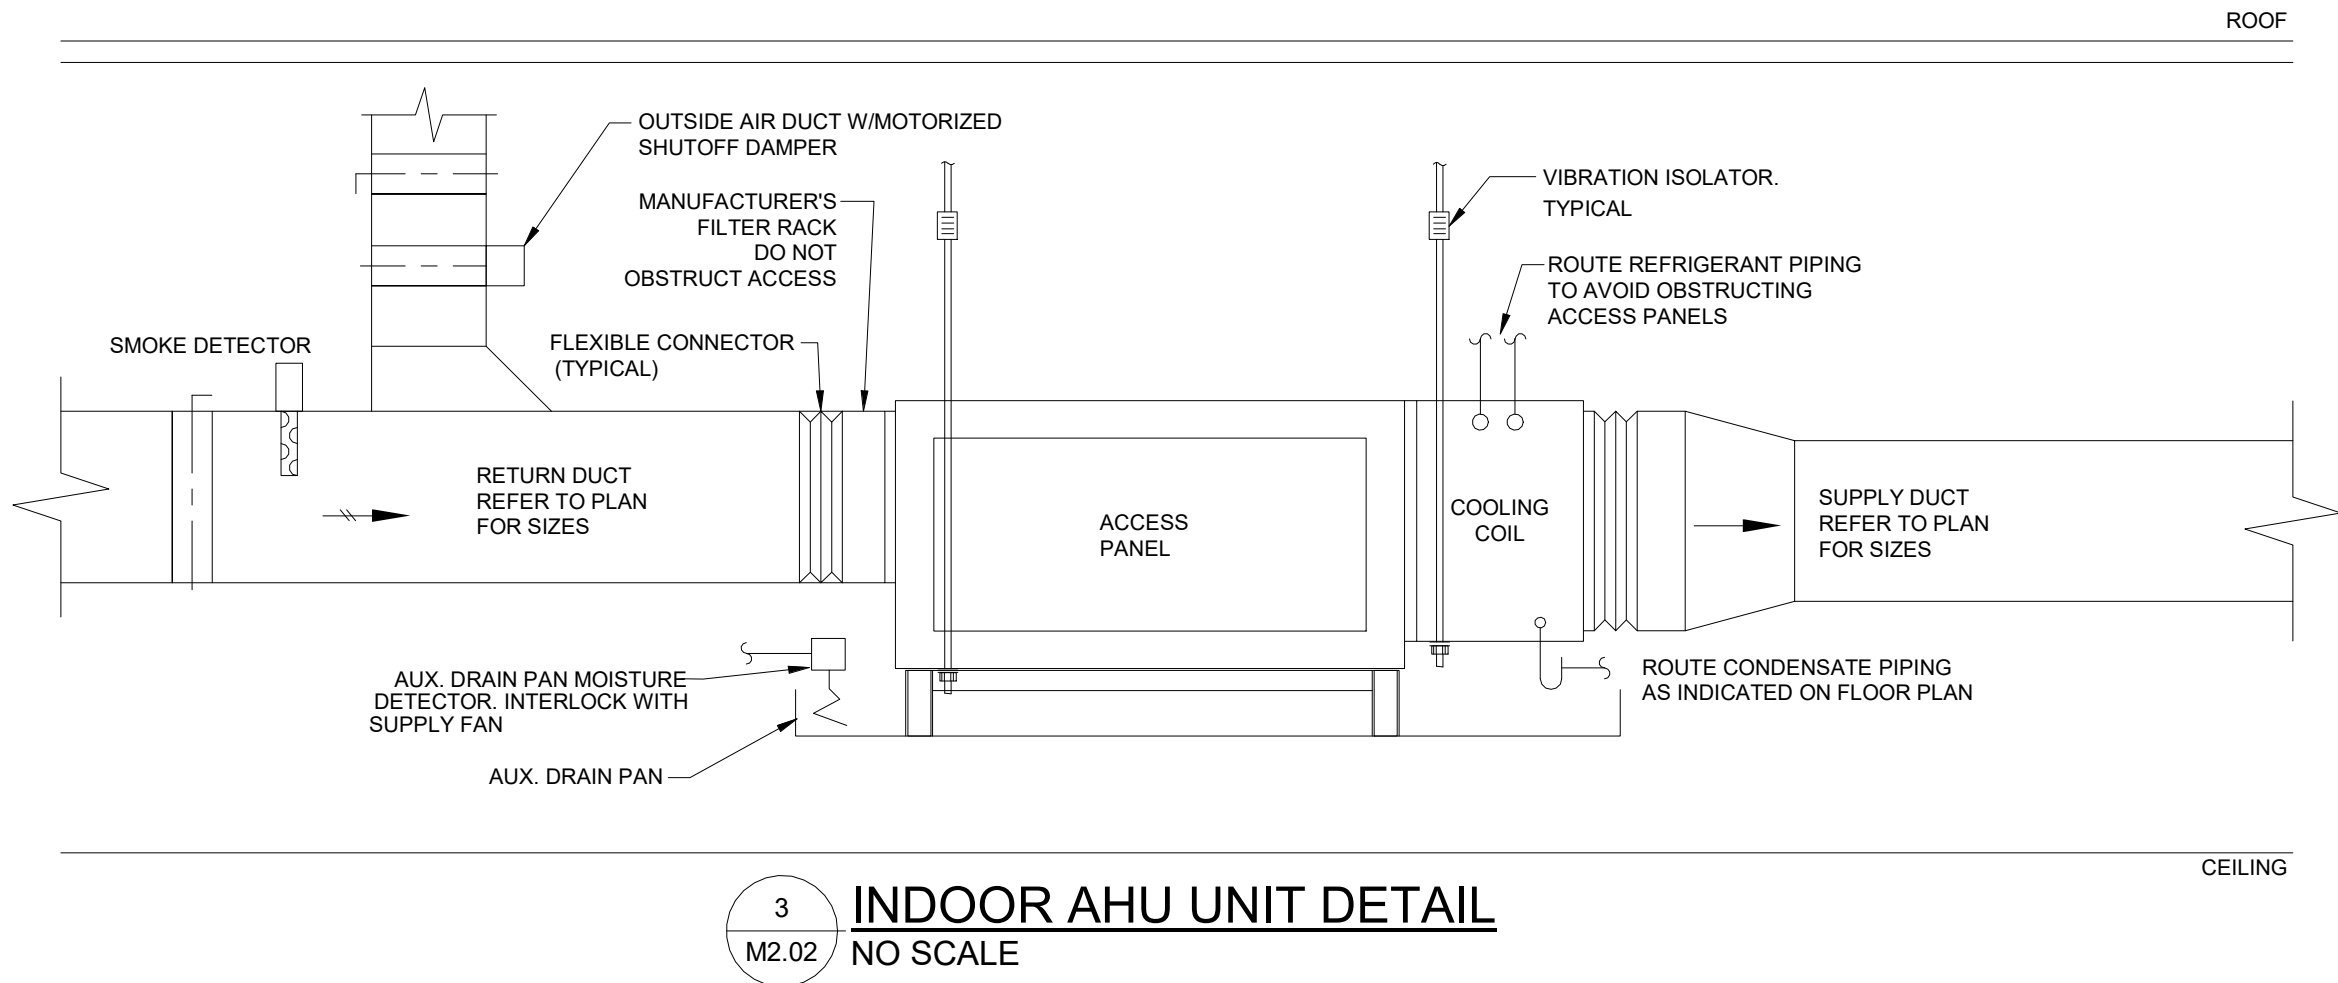 ROOF
OUTSIDE AIR DUCT W/MOTORIZED
SHUTOFF DAMPER
MANUFACTURER'S
FILTER RACK
DO NOT
OBSTRUCT ACCESS
VIBRATION ISOLATOR.
TYPICAL
ROUTE REFRIGERANT PIPING
TO AVOID OBSTRUCTING
ACCESS PANELS
SMOKE DETECTOR
FLEXIBLE CONNECTOR
(TYPICAL)
RETURN DUCT
REFER TO PLAN
FOR SIZES
ACCESS
PANEL
COOLING
COIL
SUPPLY DUCT
REFER TO PLAN
FOR SIZES
AUX. DRAIN PAN MOISTURE
DETECTOR. INTERLOCK WITH
SUPPLY FAN
ROUTE CONDENSATE PIPING
AS INDICATED ON FLOOR PLAN
AUX. DRAIN PAN
CEILING
3
M2.02
INDOOR AHU UNIT DETAIL
NO SCALE